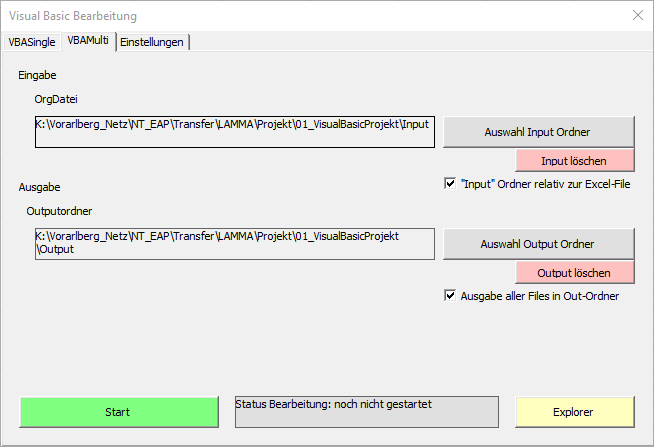 Visual Basic Bearbeitung
VBASingle VBAMulti Einstellungen
Eingabe
OrgDatei
K:\Vorarlberg_Netz\NT_EAP\Transfer\LAMMA\Projekt\01_VisualBasicProjekt\Input
Auswahl Input Ordner
Input löschen
"Input" Ordner relativ zur Excel-File
Ausgabe
Outputordner
K:\Vorarlberg_Netz\NT_EAP\Transfer\LAMMA\Projekt\01_VisualBasicProjekt
\Output
Auswahl Output Ordner
Output löschen
Ausgabe aller Files in Out-Ordner
Start
Status Bearbeitung: noch nicht gestartet
Explorer